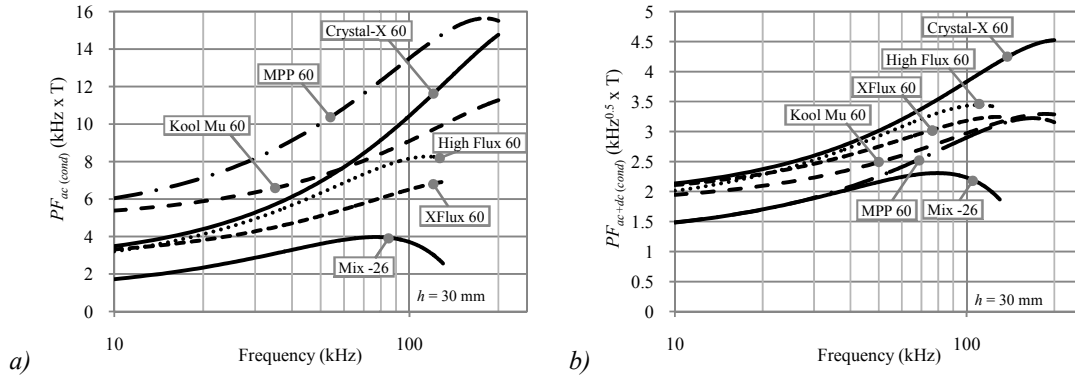 a)
PFac (cond) (kHz x T)
16
14
12
10
8
6
4
2
0
10
100
Frequency (kHz)
Crystal-X 60
MPP 60
Kool Mu 60
High Flux 60
XFlux 60
Mix -26
h = 30 mm
b)
PFac+dc (cond) (kHz0.5 x T)
5
4.5
4
3.5
3
2.5
2
1.5
1
0.5
0
10
100
Frequency (kHz)
Crystal-X 60
High Flux 60
XFlux 60
Kool Mu 60
MPP 60
Mix -26
h = 30 mm